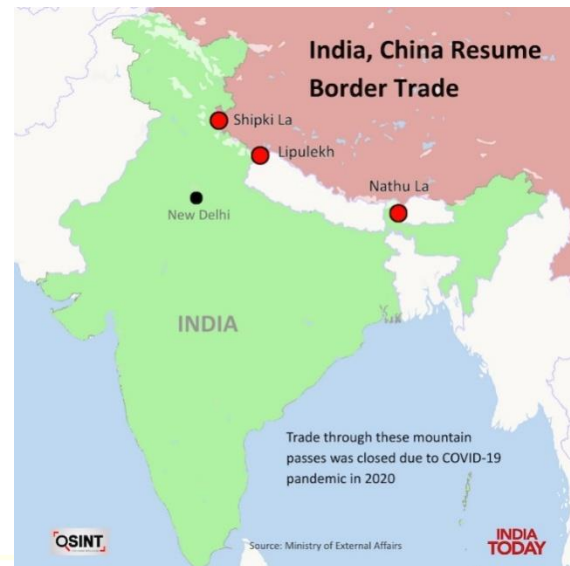 India, China Resume
Border Trade
Shipki La
Lipulekh
Nathu La
New Delhi
INDIA
Trade through these mountain
passes was closed due to COVID-19
pandemic in 2020
OSINT
Source: Ministry of External Affairs
INDIA
TODAY